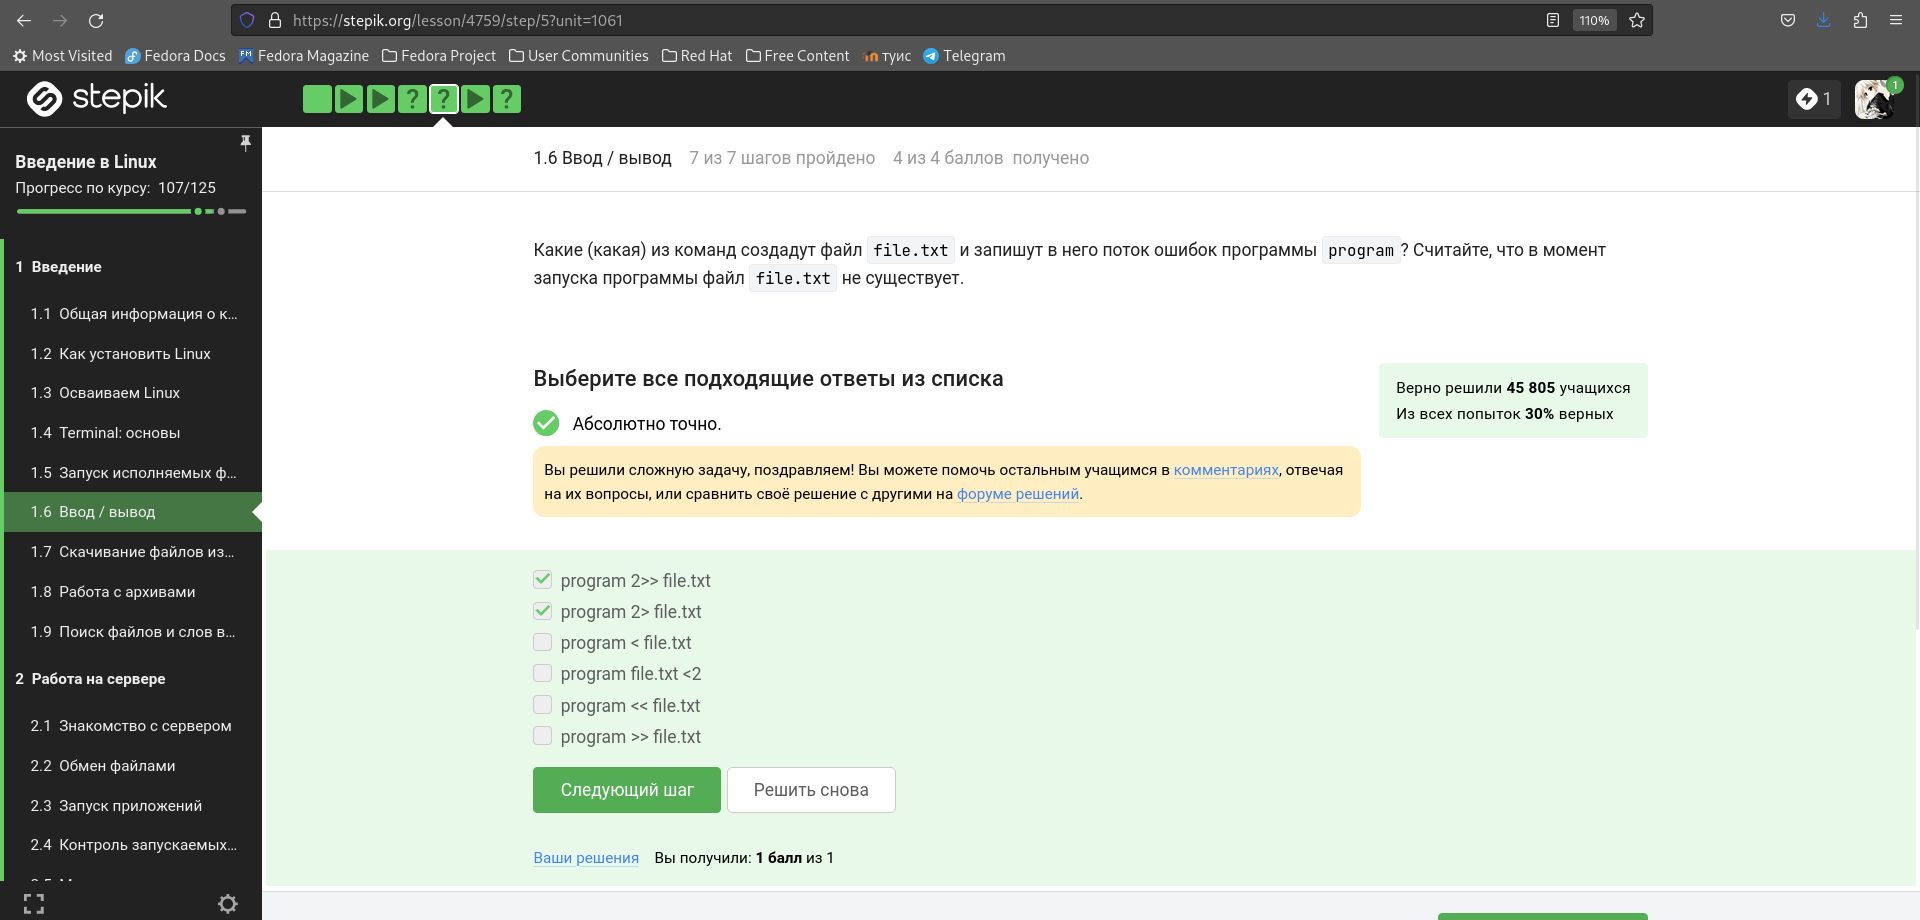 https://stepik.org/lesson/4759/step/5?unit=1061
110%
Most Visited
Fedora Docs
Fedora Magazine
Fedora Project
User Communities
Red Hat
Free Content
туис
Telegram
stepik
? ? ?
1
1
Введение в Linux
Прогресс по курсу: 107/125
1 Введение
1.1 Общая информация о к...
1.2 Как установить Linux
1.3 Осваиваем Linux
1.4 Terminal: основы
1.5 Запуск исполняемых ф...
1.6 Ввод / вывод
1.7 Скачивание файлов из...
1.8 Работа с архивами
1.9 Поиск файлов и слов в...
2 Работа на сервере
2.1 Знакомство с сервером
2.2 Обмен файлами
2.3 Запуск приложений
2.4 Контроль запускаемых...
1.6 Ввод / вывод 7 из 7 шагов пройдено 4 из 4 баллов получено
Какие (какая) из команд создадут файл file.txt и запишут в него поток ошибок программы program? Считайте, что в момент
запуска программы файл file.txt не существует.
Выберите все подходящие ответы из списка
Абсолютно точно.
Верно решили 45 805 учащихся
Из всех попыток 30% верных
Вы решили сложную задачу, поздравляем! Вы можете помочь остальным учащимся в комментариях, отвечая
на их вопросы, или сравнить своё решение с другими на форуме решений.
program 2>> file.txt
program 2> file.txt
program < file.txt
program file.txt <2
program << file.txt
program >> file.txt
Следующий шаг
Решить снова
Ваши решения Вы получили: 1 балл из 1